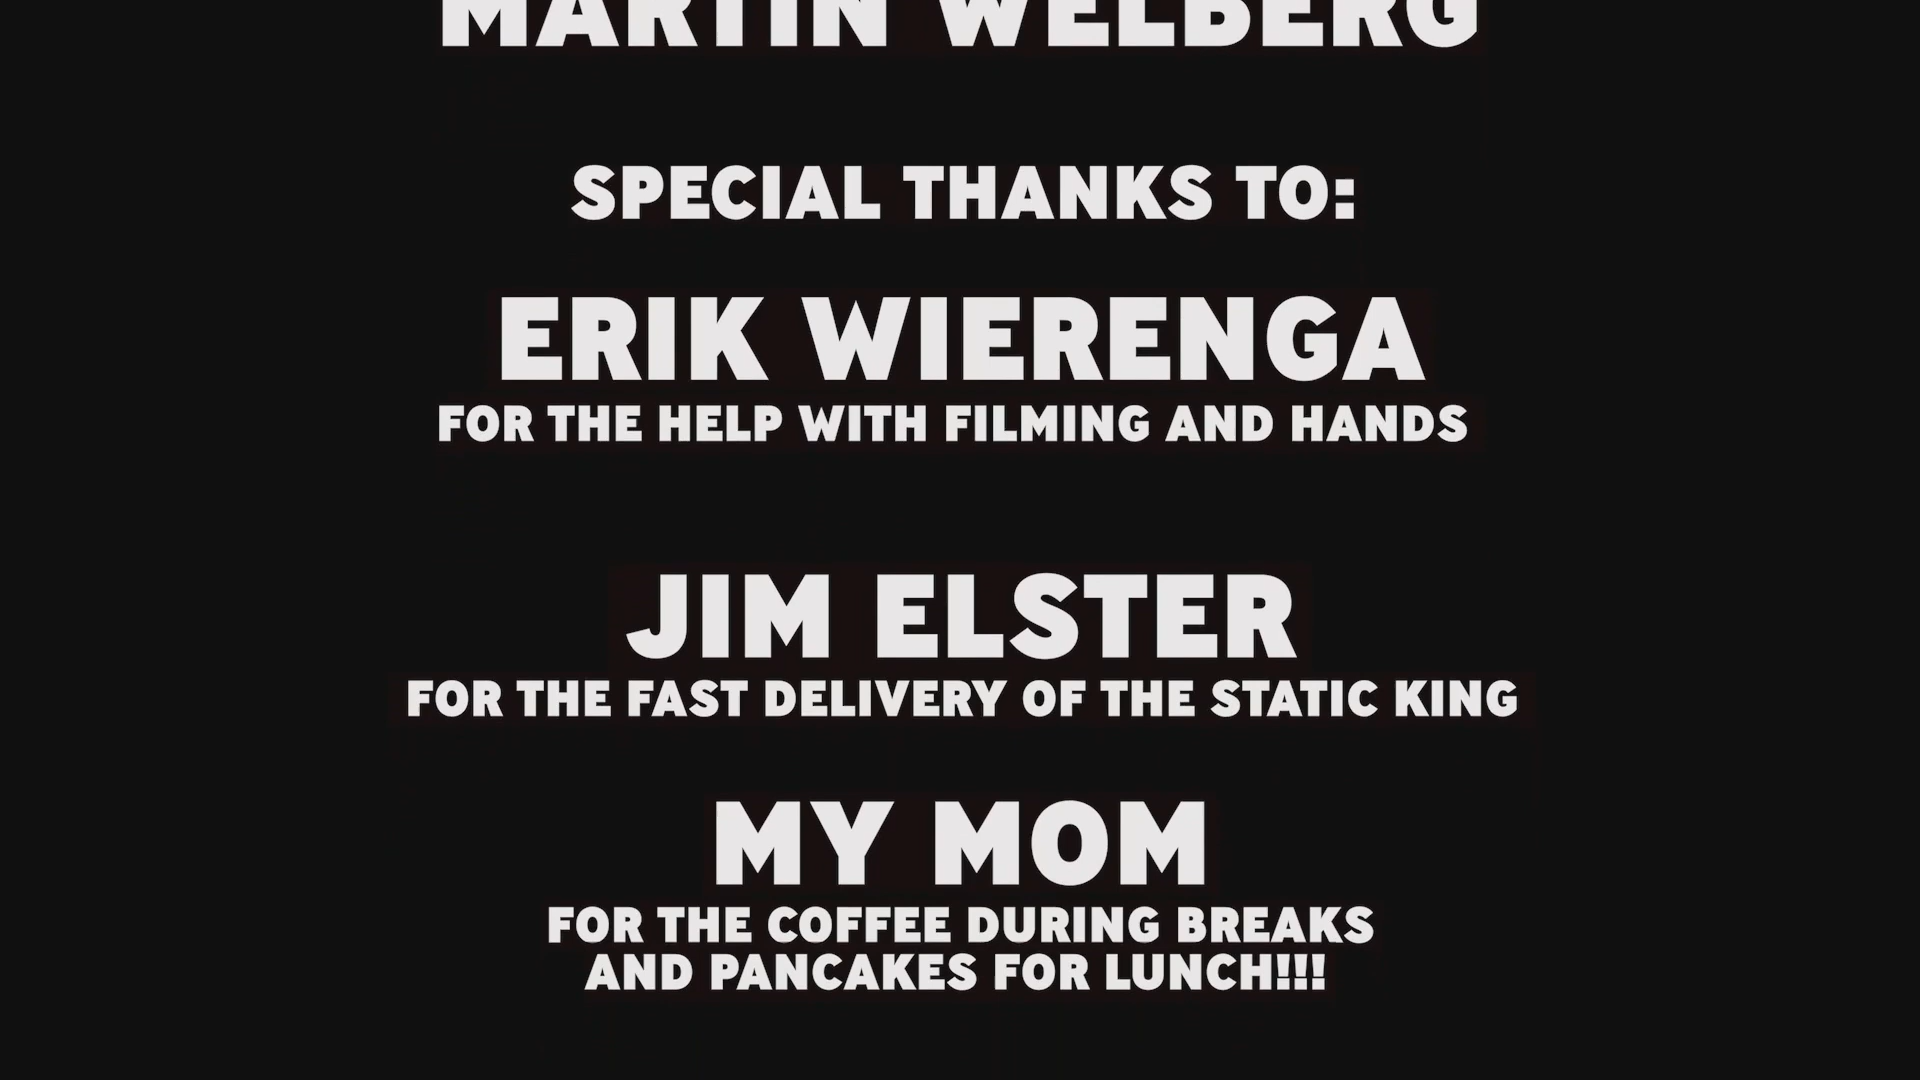 MARTIN WELBERG
SPECIAL THANKS TO:
ERIK WIERENGA
FOR THE HELP WITH FILMING AND HANDS
JIM ELSTER
FOR THE FAST DELIVERY OF THE STATIC KING
MY MOM
FOR THE COFFEE DURING BREAKS
AND PANCAKES FOR LUNCH!!!